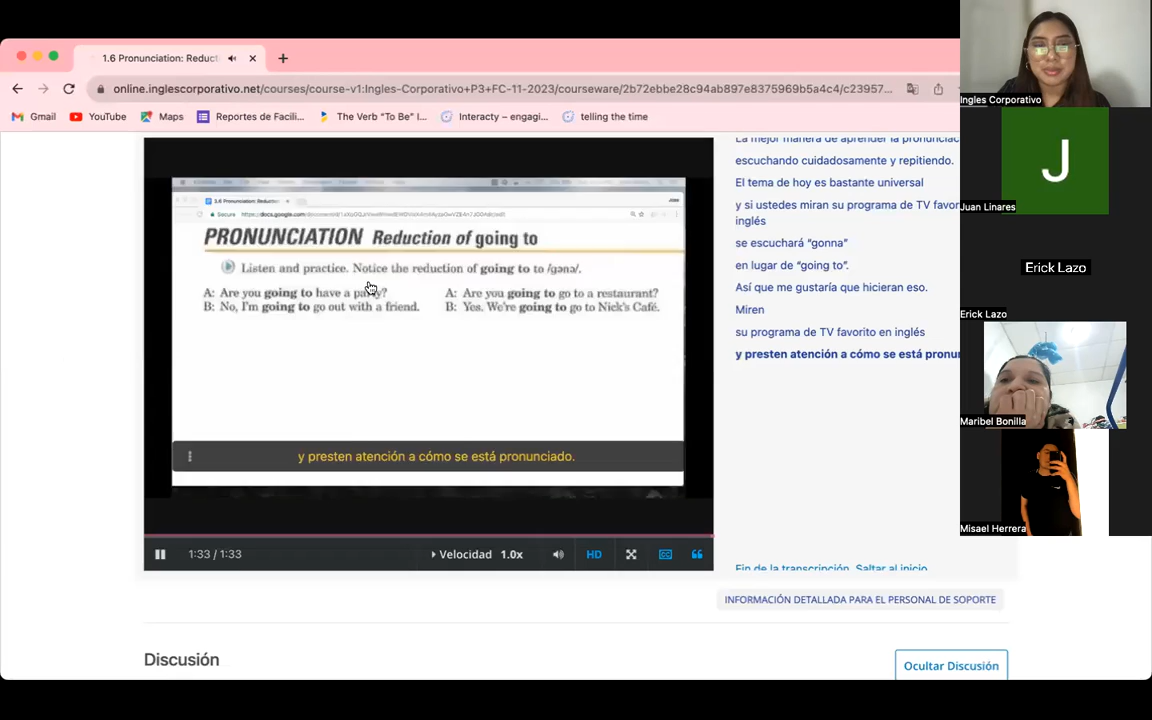 1.6 Pronunciation: Reducti
online.inglescorporativo.net/courses/course-v1:Ingles-Corporativo+P3+FC-11-2023/courseware/2b72ebbe28c94ab897e8375969b5a4c4/c23957...
Gmail YouTube Maps Reportes de Facili... The Verb "To Be" I... Interacty – engagi... telling the time
1.6 Pronunciation: Reduction
Secure
PRONUNCIATION Reduction of going to
Listen and practice. Notice the reduction of going to to /gənə/.
A: Are you going to have a party?
B: No, I'm going to go out with a friend.
A: Are you going to go to a restaurant?
B: Yes. We're going to go to Nick's Café.
y presten atención a cómo se está pronunciado.
1:33 / 1:33
Velocidad 1.0x
HD
La mejor manera de aprender la pronunciac
escuchando cuidadosamente y repitiendo.
El tema de hoy es bastante universal
y si ustedes miran su programa de TV favor
inglés
se escuchará “gonna”
en lugar de “going to”.
Así que me gustaría que hicieran eso.
Miren
su programa de TV favorito en inglés
y presten atención a cómo se está pronu
Fin de la transcripción. Saltar al inicio.
INFORMACIÓN DETALLADA PARA EL PERSONAL DE SOPORTE
Discusión
Ocultar Discusión
Ingles Corporativo
J
Juan Linares
Erick Lazo
Erick Lazo
Maribel Bonilla
Misael Herrera